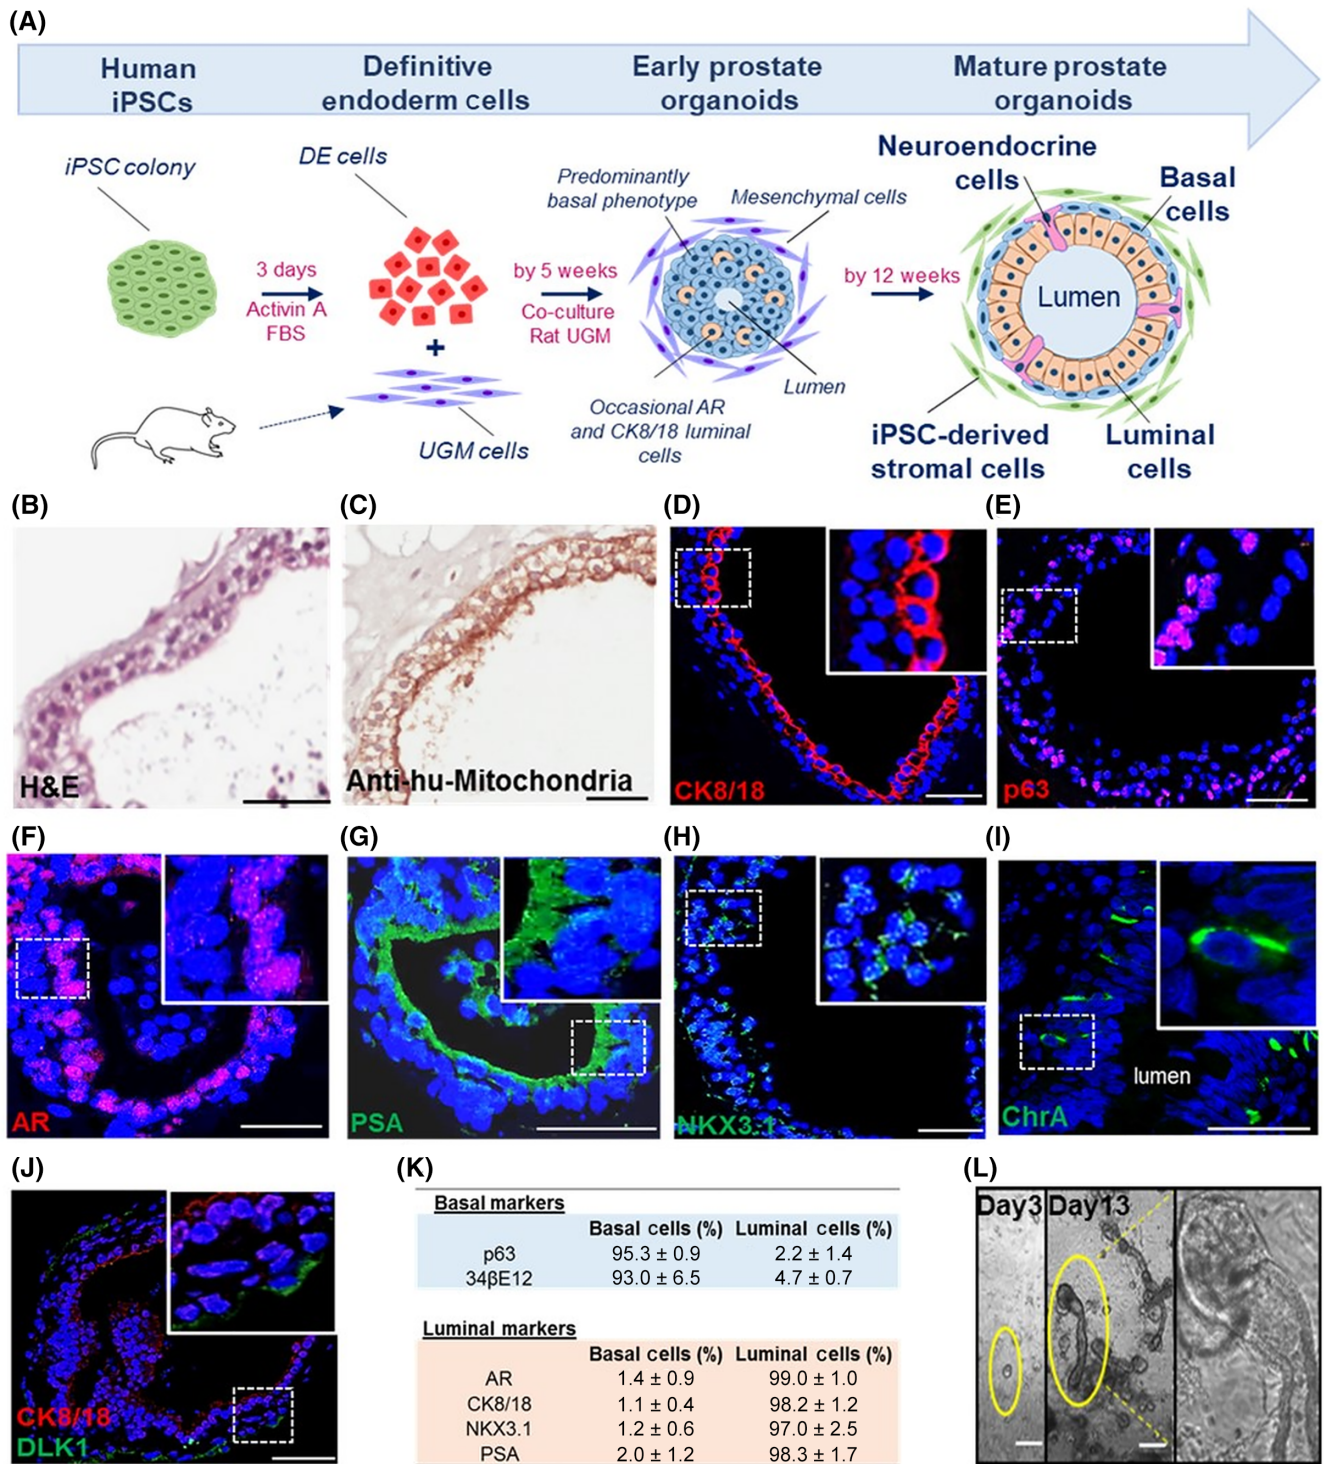 (A)
Human
iPSCs
Definitive
endoderm cells
Early prostate
organoids
Mature prostate
organoids
iPSC colony
DE cells
Predominantly
basal phenotype
Mesenchymal cells
Neuroendocrine
cells
Basal
cells
3 days
Activin A
FBS
+
by 5 weeks
Co-culture
Rat UGM
by 12 weeks
Lumen
Lumen
UGM cells
Occasional AR
and CK8/18 luminal
cells
iPSC-derived
stromal cells
Luminal
cells
(B)
H&E
(C)
Anti-hu-Mitochondria
(D)
CK8/18
(E)
p63
(F)
AR
(G)
PSA
(H)
NKX3.1
(I)
lumen
ChrA
(J)
CK8/18
DLK1
(K)
Basal markers
Basal cells (%) Luminal cells (%)
p63 95.3 ± 0.9 2.2 ± 1.4
34βE12 93.0 ± 6.5 4.7 ± 0.7
Luminal markers
Basal cells (%) Luminal cells (%)
AR 1.4 ± 0.9 99.0 ± 1.0
CK8/18 1.1 ± 0.4 98.2 ± 1.2
NKX3.1 1.2 ± 0.6 97.0 ± 2.5
PSA 2.0 ± 1.2 98.3 ± 1.7
(L)
Day3 Day13